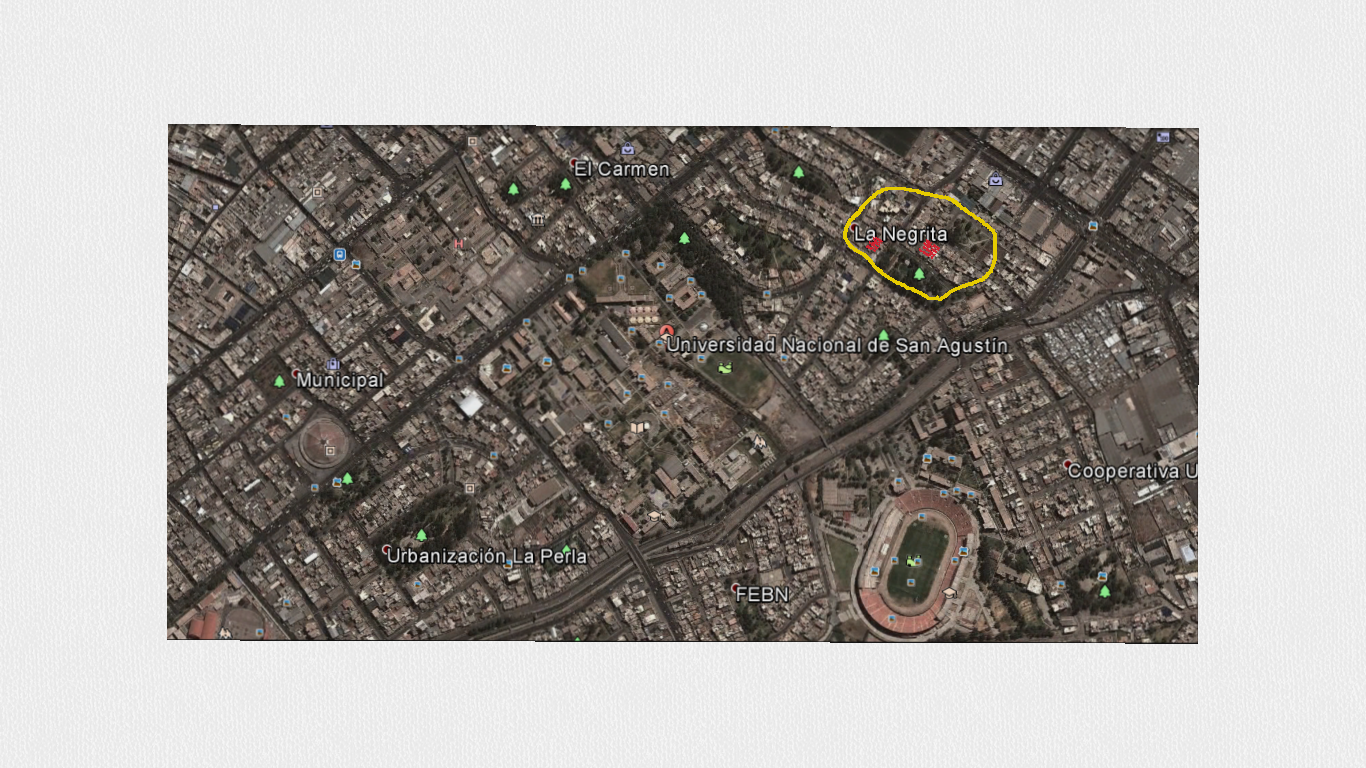 El Carmen
La Negrita
H
Universidad Nacional de San Agustín
Municipal
Cooperativa U
Urbanización La Perla
FEBN